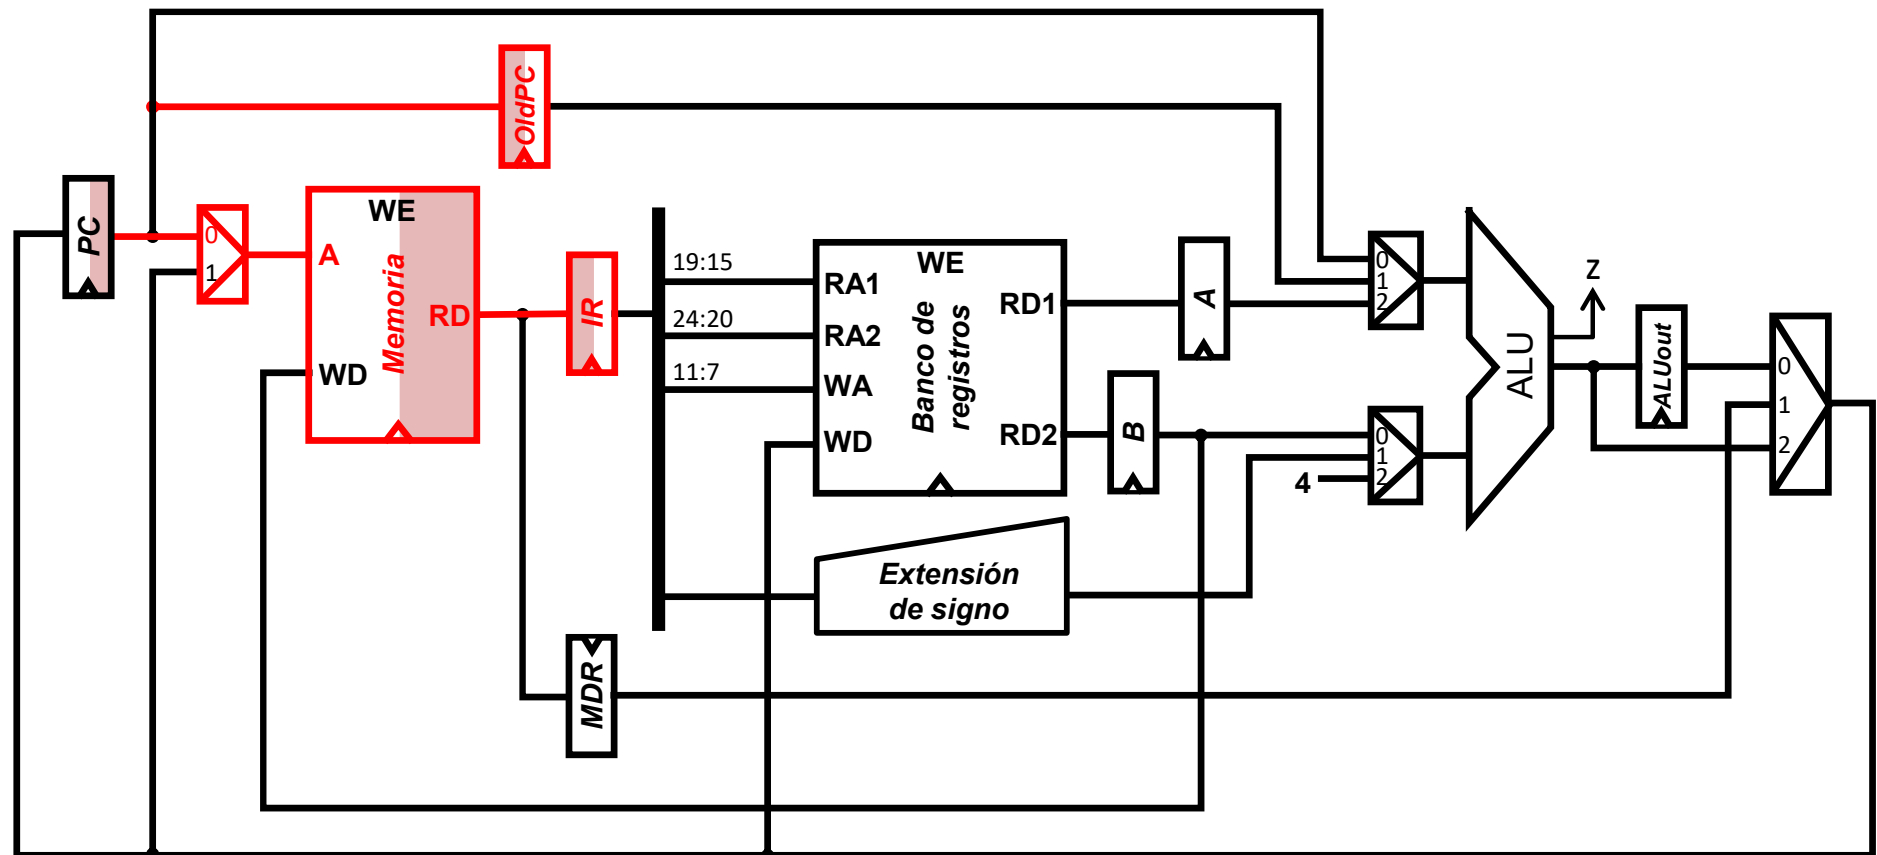 OldPC
PC
0
1
WE
A
Memoria
RD
WD
IR
19:15
24:20
11:7
WE
RA1
RA2
WA
WD
Banco de
registros
RD1
RD2
A
B
Extensión
de signo
MDR
0
1
2
0
1
2
4
ALU
Z
ALUout
0
1
2